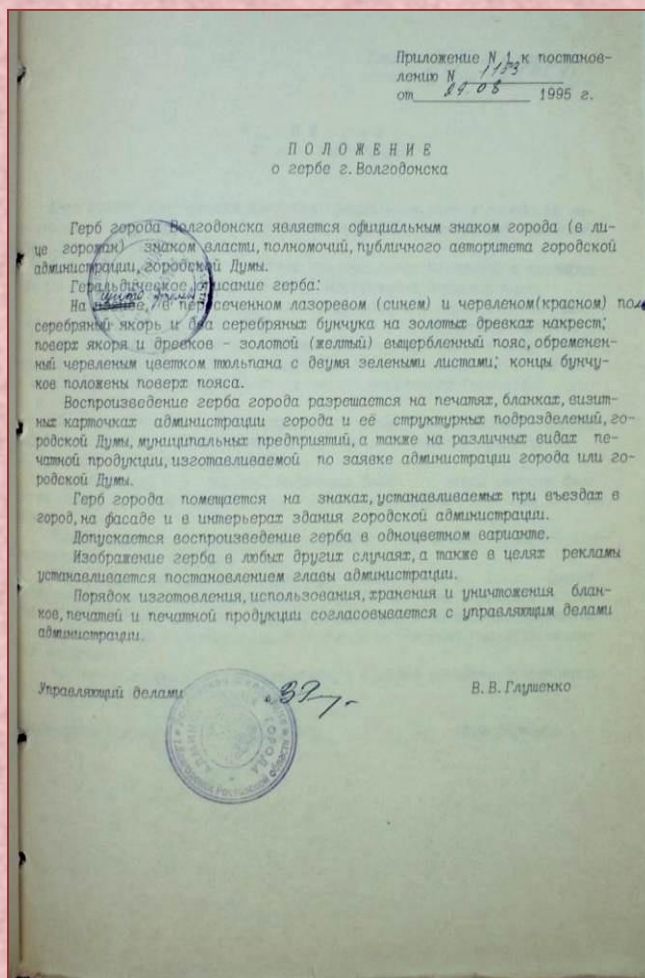 Приложение N 1 к постанов-
лению N 1183
от 29.08 1995 г.
ПОЛОЖЕНИЕ
о гербе г. Волгодонска
Герб города Волгодонска является официальным знаком города (в ли-
це горожан) знаком власти, полномочий, публичного авторитета городской
администрации, городской Думы.
Геральдическое описание герба:
На щите, в пересеченном лазоревом (синем) и червленом(красном) поле
серебряный якорь и два серебряных бунчука на золотых древках накрест;
поверх якоря и древков - золотой (желтый) выщербленный пояс, обременен-
ный червленым цветком тюльпана с двумя зелеными листами; концы бунчу-
ков положены поверх пояса.
Воспроизведение герба города разрешается на печатях, бланках, визит-
ных карточках администрации города и её структурных подразделений, го-
родской Думы, муниципальных предприятий, а также на различных видах пе-
чатной продукции, изготавливаемой по заявке администрации города или го-
родской Думы.
Герб города помещается на знаках, устанавливаемых при въездах в
город, на фасаде и в интерьерах здания городской администрации.
Допускается воспроизведение герба в одноцветном варианте.
Изображение герба в любых других случаях, а также в целях рекламы
устанавливается постановлением главы администрации.
Порядок изготовления, использования, хранения и уничтожения блан-
ков, печатей и печатной продукции согласовывается с управляющим делами
администрации.
Управляющий делами В. В. Глушенко
АДМИНИСТРАЦИЯ ГОРОДА